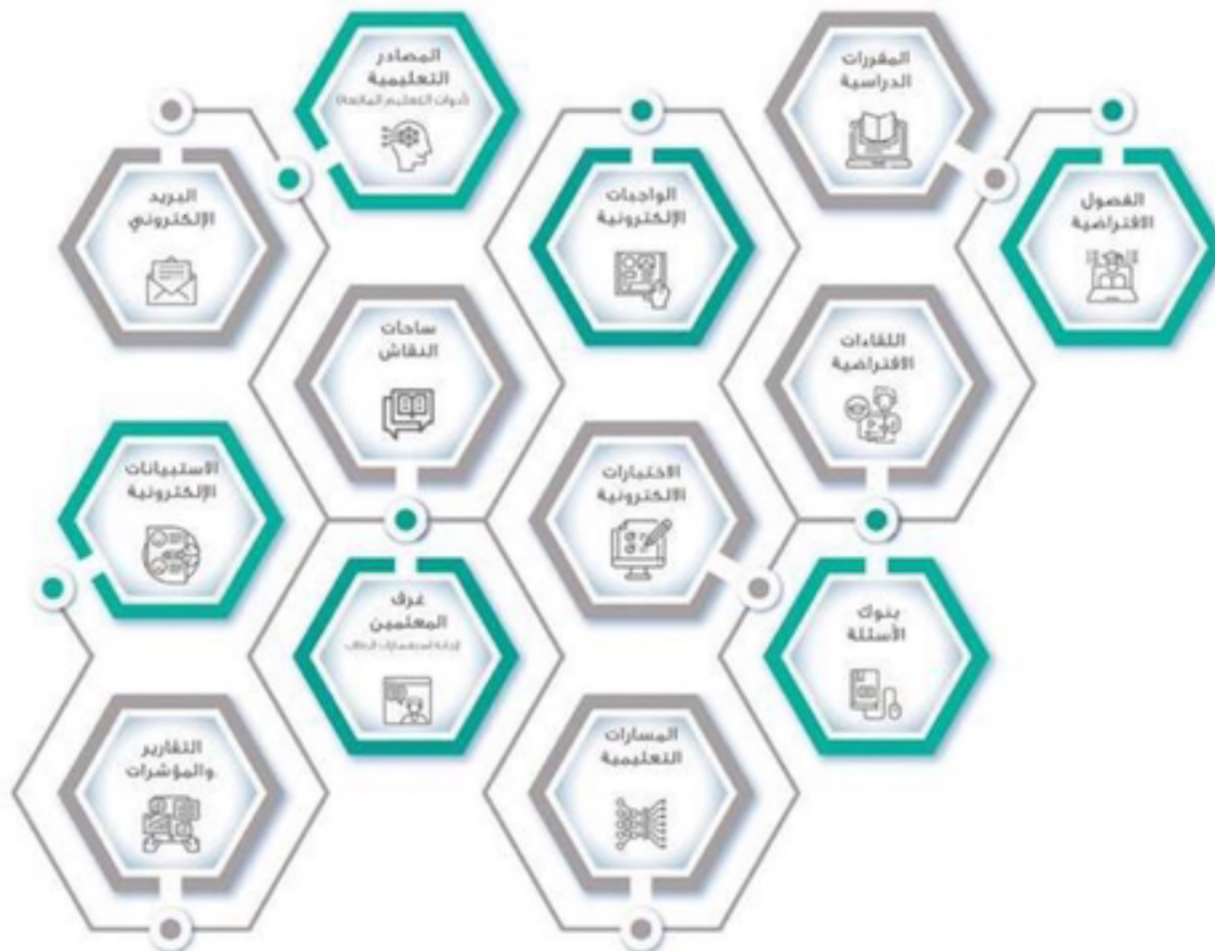 المقررات
الدراسية
المصادر
التعليمية
الفصول
الافتراضية
الواجبات
الإلكترونية
البريد
الإلكتروني
اللقاءات
الافتراضية
ساحات
النقاش
الاختبارات
الالكترونية
الاستبيانات
الإلكترونية
بنوك
الأسئلة
غرف
المعلمين
المسارات
التعليمية
التقارير
والمؤشرات.